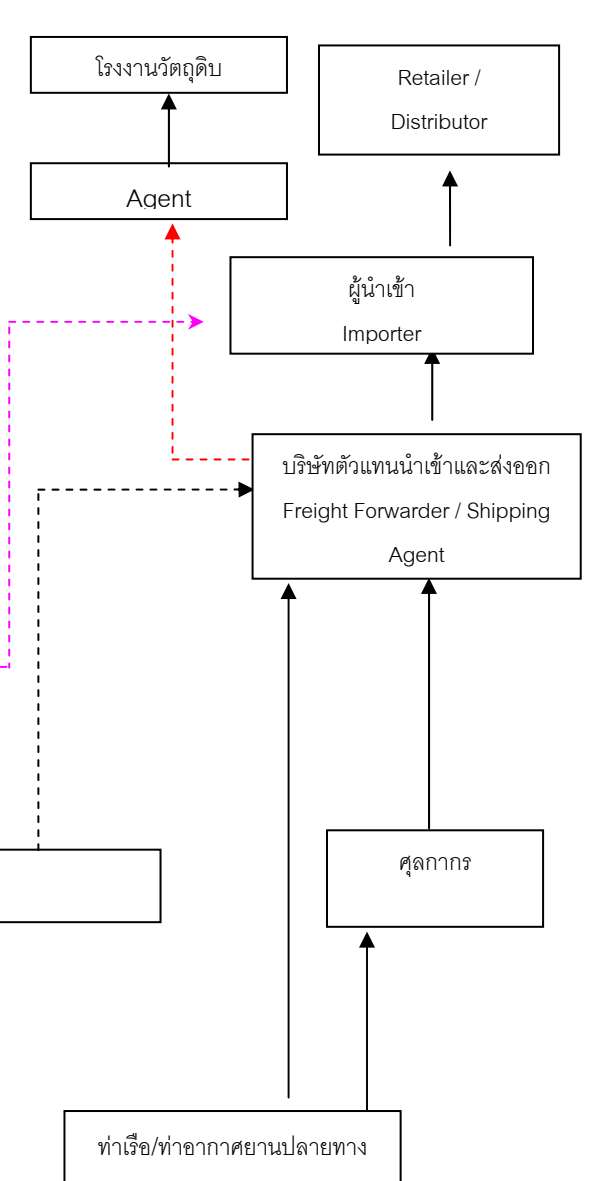 โรงงานวัตถุดิบ
Retailer /
Distributor
Agent
ผู้นำเข้า
Importer
บริษัทตัวแทนนำเข้าและส่งออก
Freight Forwarder / Shipping
Agent
ศุลกากร
ท่าเรือ/ท่าอากาศยานปลายทาง